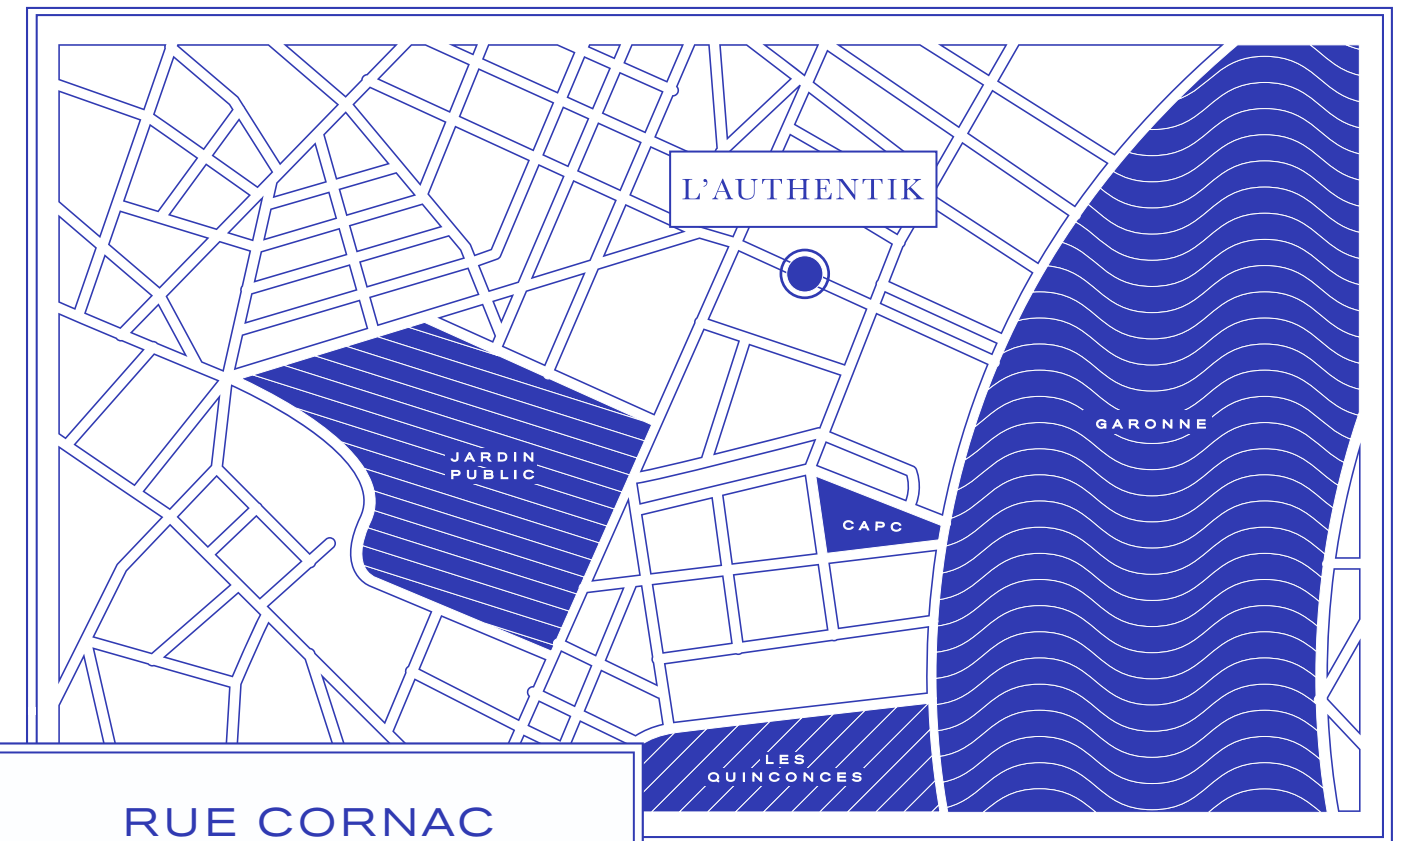 L’AUTHENTIK
GARONNE
JARDIN
PUBLIC
CAPC
LES
QUINCONCES
RUE CORNAC